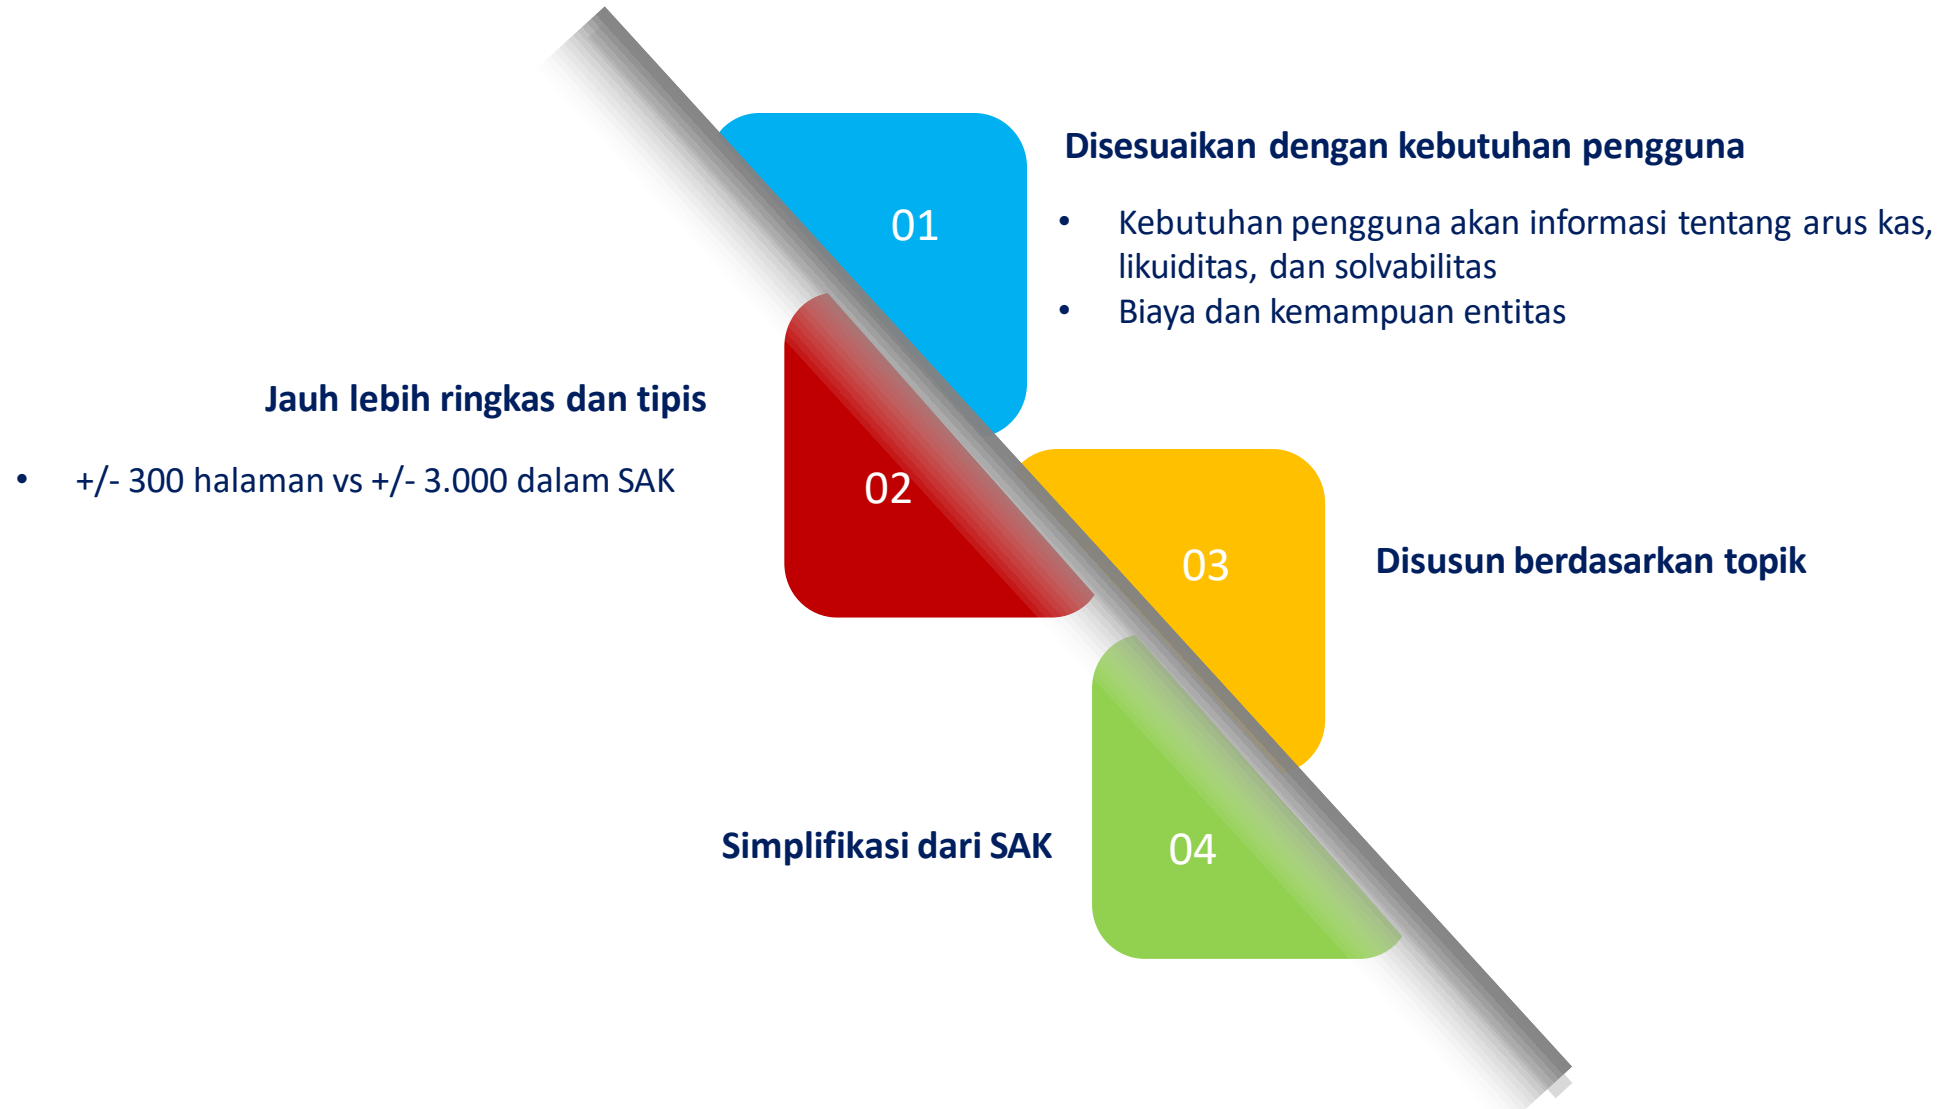 01
Disesuaikan dengan kebutuhan pengguna
• Kebutuhan pengguna akan informasi tentang arus kas,
likuiditas, dan solvabilitas
• Biaya dan kemampuan entitas
Jauh lebih ringkas dan tipis
• +/- 300 halaman vs +/- 3.000 dalam SAK
02
03
Disusun berdasarkan topik
Simplifikasi dari SAK
04